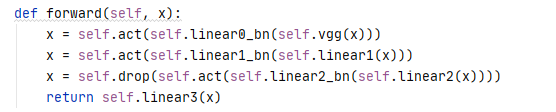 def forward(self, x):
    x = self.act(self.linear0_bn(self.vgg(x)))
    x = self.act(self.linear1_bn(self.linear1(x)))
    x = self.drop(self.act(self.linear2_bn(self.linear2(x))))
    return self.linear3(x)